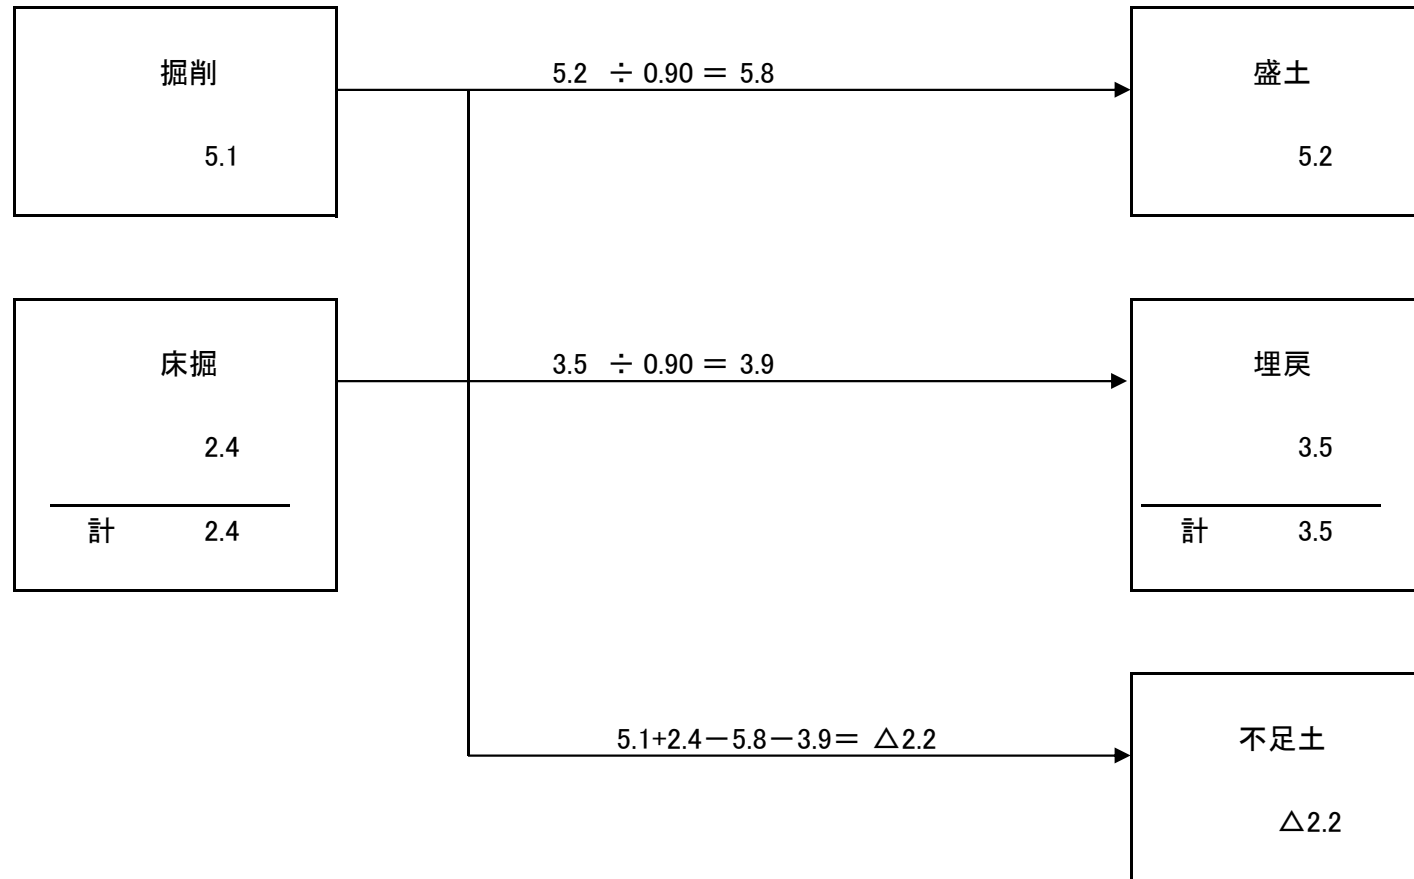 掘削
5.2 ÷ 0.90 = 5.8
盛土
5.1
5.2
床掘
3.5 ÷ 0.90 = 3.9
埋戻
2.4
3.5
計 2.4
計 3.5
5.1+2.4－5.8－3.9＝ △2.2
不足土
△2.2